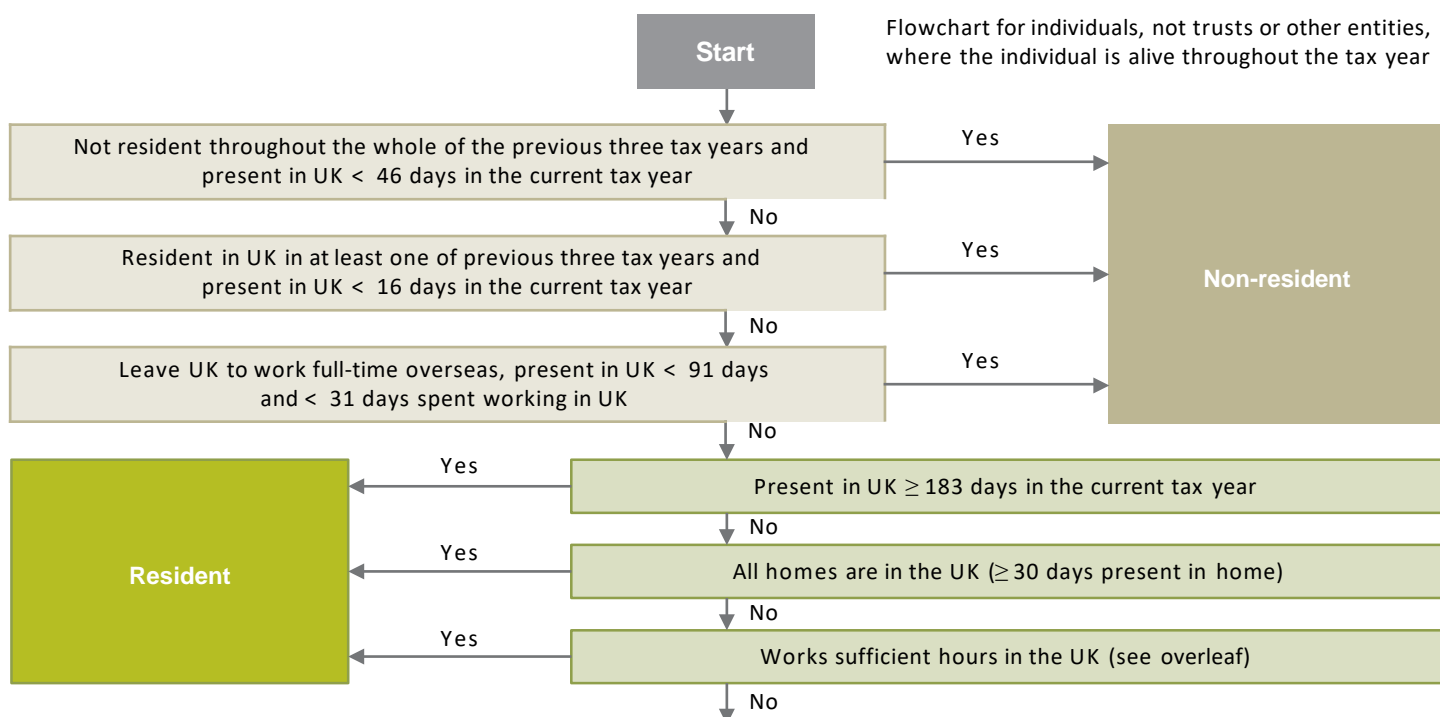 Start
Flowchart for individuals, not trusts or other entities,
where the individual is alive throughout the tax year
Not resident throughout the whole of the previous three tax years and
present in UK < 46 days in the current tax year
Yes
No
Resident in UK in at least one of previous three tax years and
present in UK < 16 days in the current tax year
Yes
Non-resident
No
Leave UK to work full-time overseas, present in UK < 91 days
and < 31 days spent working in UK
Yes
No
Yes
Present in UK ≥ 183 days in the current tax year
No
Resident
Yes
All homes are in the UK (≥ 30 days present in home)
No
Yes
Works sufficient hours in the UK (see overleaf)
No